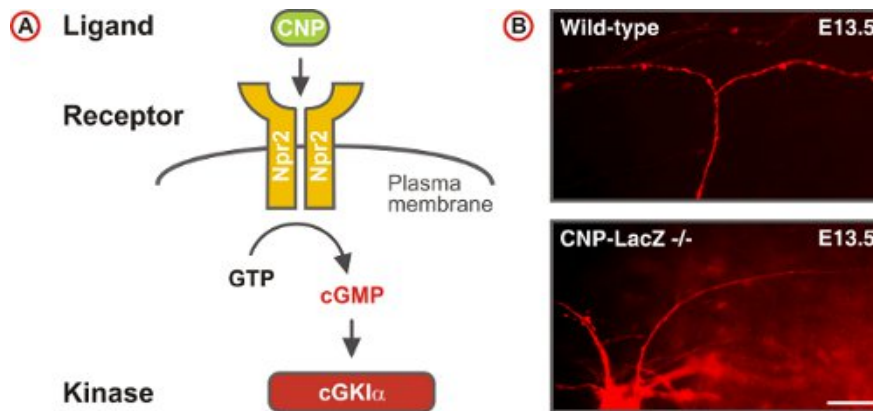 A
Ligand
CNP
Receptor
Npr2
Npr2
Plasma
membrane
GTP
cGMP
Kinase
cGKIα
B
Wild-type E13.5
CNP-LacZ -/- E13.5